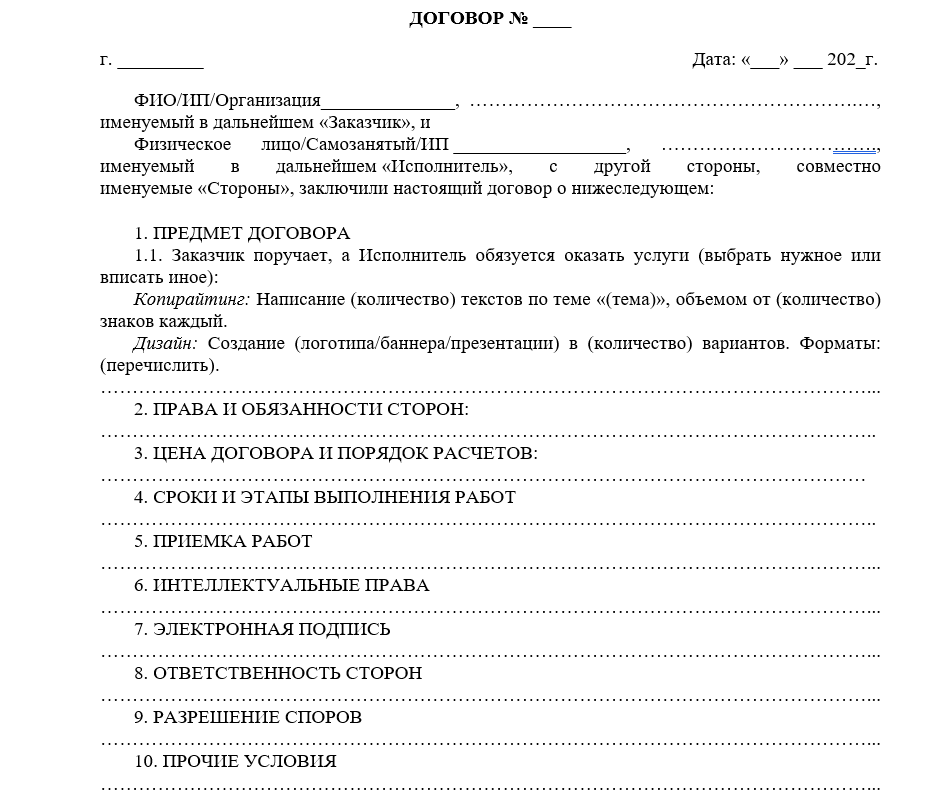 ДОГОВОР № ____
г. _________ Дата: «___» ___ 202_г.
ФИО/ИП/Организация______________, ……………………………………………………….…,
именуемый в дальнейшем «Заказчик», и
Физическое лицо/Самозанятый/ИП __________________, ……………………….……,
именуемый в дальнейшем «Исполнитель», с другой стороны, совместно
именуемые «Стороны», заключили настоящий договор о нижеследующем:
1. ПРЕДМЕТ ДОГОВОРА
1.1. Заказчик поручает, а Исполнитель обязуется оказать услуги (выбрать нужное или
вписать иное):
Копирайтинг: Написание (количество) текстов по теме «(тема)», объемом от (количество)
знаков каждый.
Дизайн: Создание (логотипа/баннера/презентации) в (количество) вариантов. Форматы:
(перечислить).
……………………………………………………………………………………………………………..
2. ПРАВА И ОБЯЗАННОСТИ СТОРОН:
……………………………………………………………………………………………………………..
3. ЦЕНА ДОГОВОРА И ПОРЯДОК РАСЧЕТОВ:
……………………………………………………………………………………………………………
4. СРОКИ И ЭТАПЫ ВЫПОЛНЕНИЯ РАБОТ
……………………………………………………………………………………………………………..
5. ПРИЕМКА РАБОТ
……………………………………………………………………………………………………………...
6. ИНТЕЛЛЕКТУАЛЬНЫЕ ПРАВА
……………………………………………………………………………………………………………...
7. ЭЛЕКТРОННАЯ ПОДПИСЬ
……………………………………………………………………………………………………………...
8. ОТВЕТСТВЕННОСТЬ СТОРОН
……………………………………………………………………………………………………………...
9. РАЗРЕШЕНИЕ СПОРОВ
……………………………………………………………………………………………………………...
10. ПРОЧИЕ УСЛОВИЯ
……………………………………………………………………………………………………………...